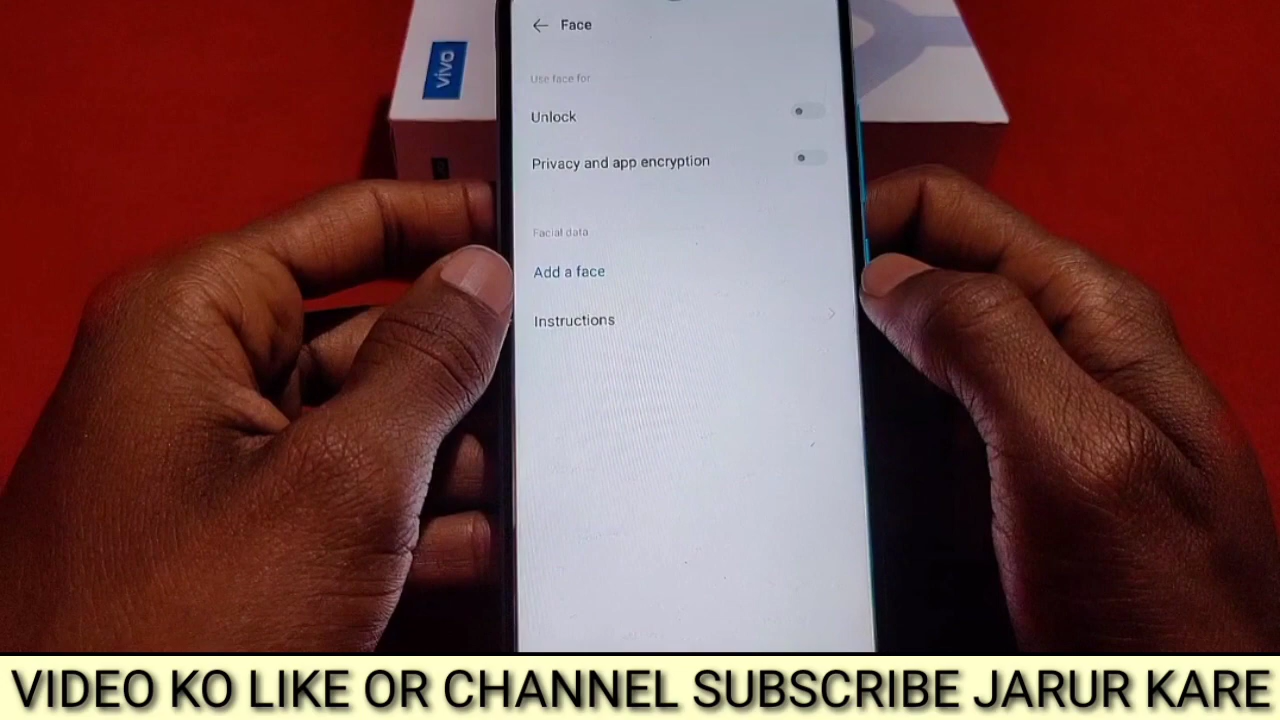 vivo
Face
Use face for
Unlock
Privacy and app encryption
Facial data
Add a face
Instructions
VIDEO KO LIKE OR CHANNEL SUBSCRIBE JARUR KARE